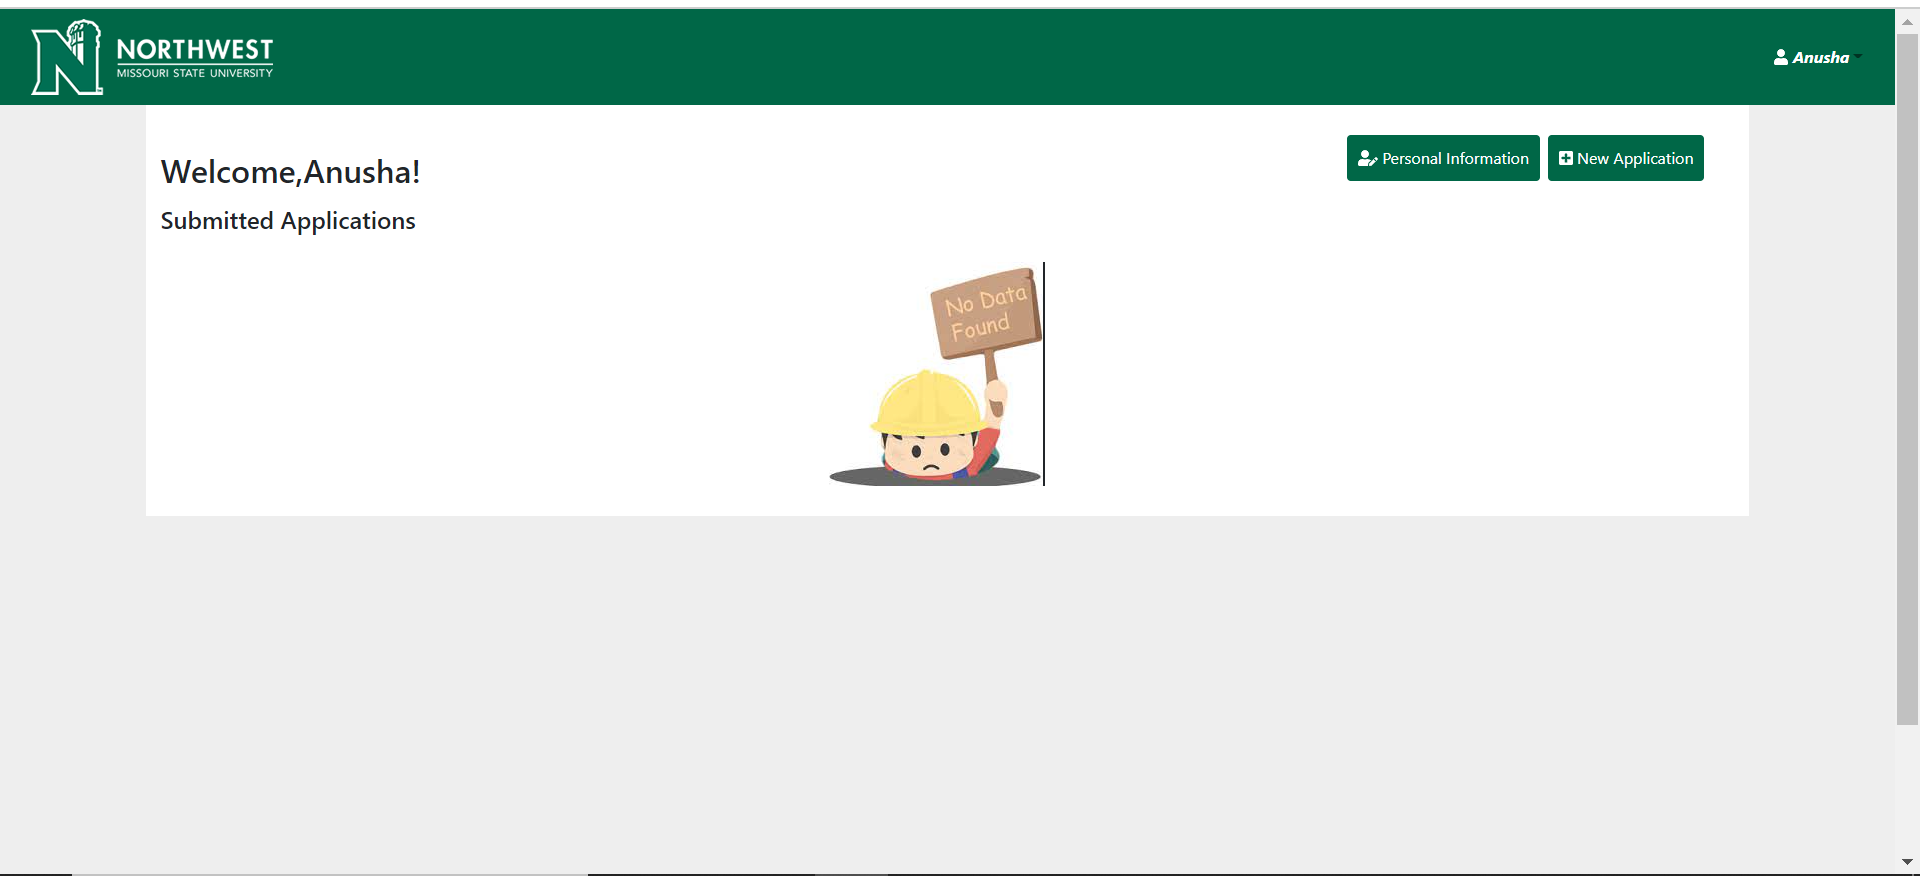 NORTHWEST
MISSOURI STATE UNIVERSITY
Anusha
Personal Information
New Application
Welcome,Anusha!
Submitted Applications
No Data
Found